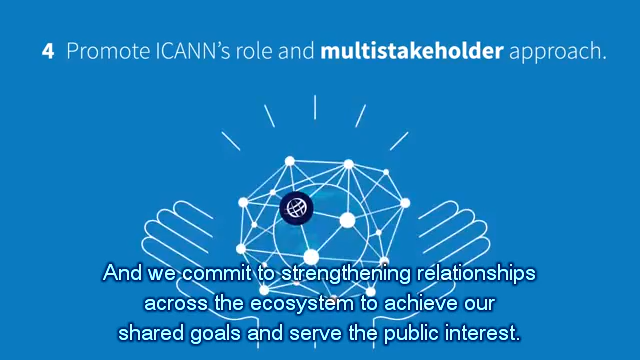 4 Promote ICANN's role and multistakeholder approach.
And we commit to strengthening relationships
across the ecosystem to achieve our
shared goals and serve the public interest.